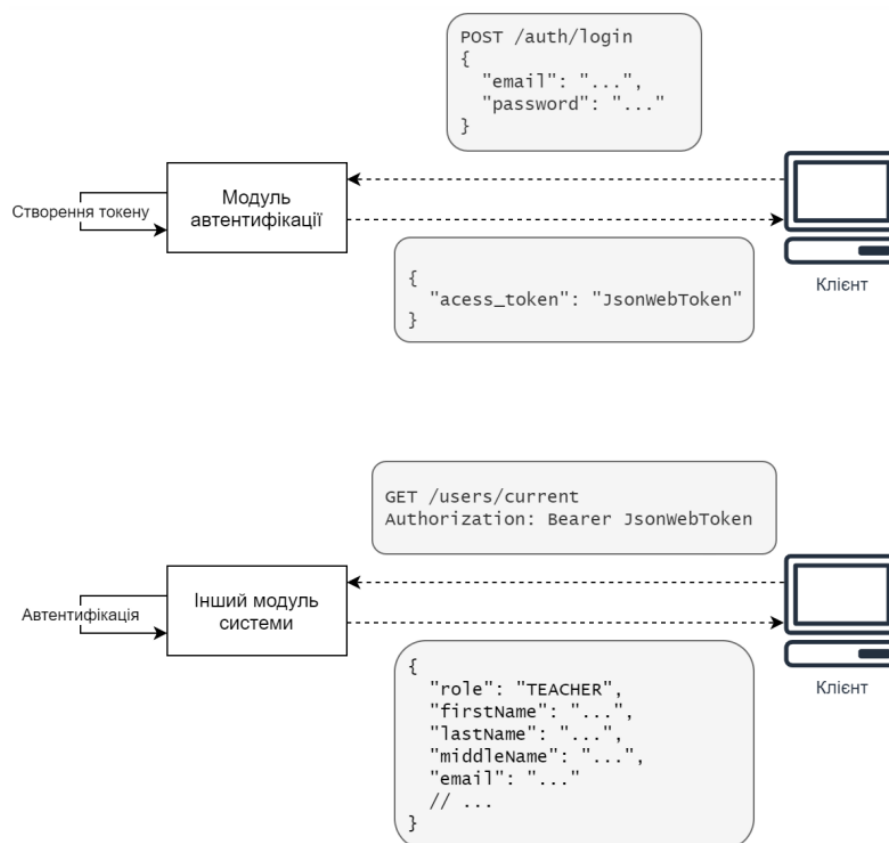 POST /auth/login
{
"email": "...",
"password": "..."
}
Модуль
автентифікації
Створення токену
{
"acess_token": "JsonWebToken"
}
Клієнт
GET /users/current
Authorization: Bearer JsonWebToken
Інший модуль
системи
Автентифікація
{
"role": "TEACHER",
"firstName": "...",
"lastName": "...",
"middleName": "...",
"email": "..."
// ...
}
Клієнт